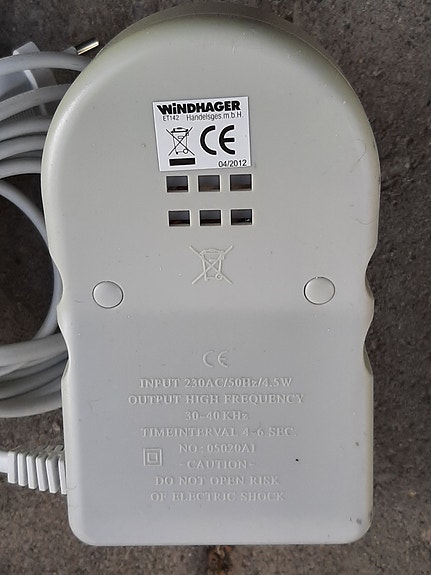 WiNDHAGER
ET142 Handelsges.m.b.H.
CE
04/2012
CE
INPUT 230AC/50Hz/4.5W
OUTPUT HIGH FREQUENCY
30-40 KHz
TIMEINTERVAL 4-6 SEC.
NO: 05020A1
-CAUTION-
DO NOT OPEN RISK
OF ELECTRIC SHOCK